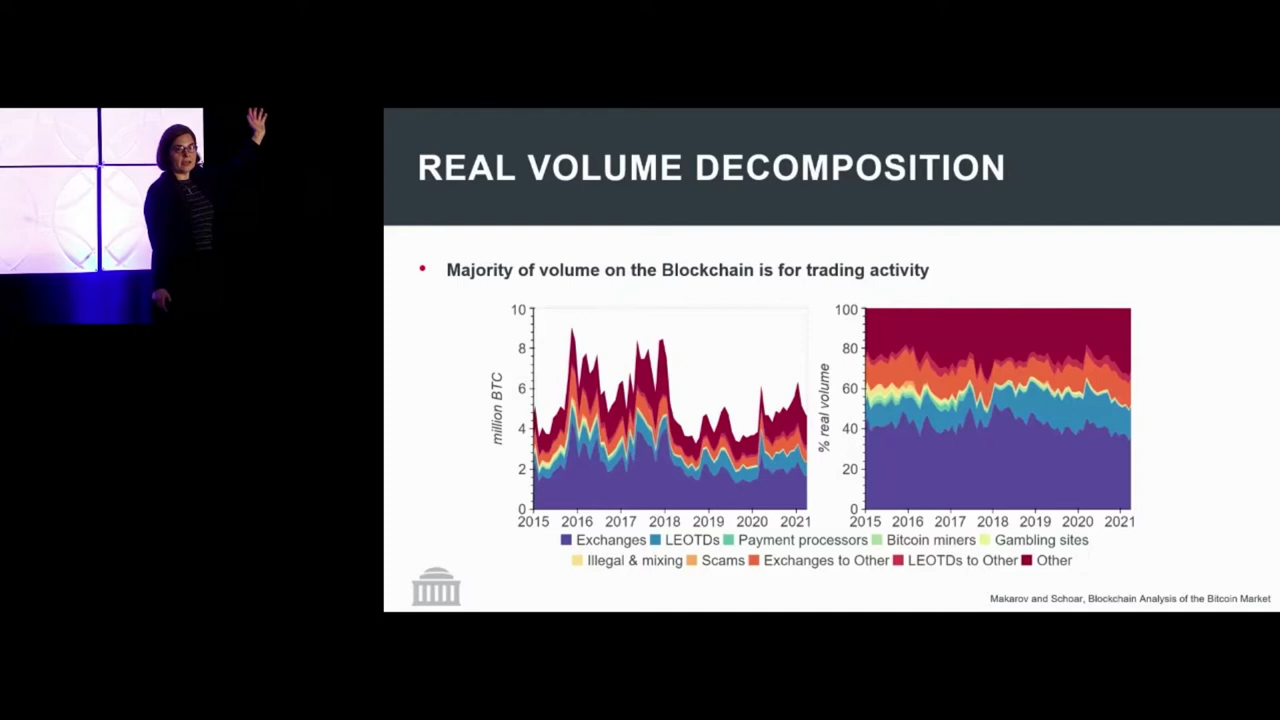 REAL VOLUME DECOMPOSITION
• Majority of volume on the Blockchain is for trading activity
10
8
6
4
2
0
million BTC
2015 2016 2017 2018 2019 2020 2021
100
80
60
40
20
0
% real volume
2015 2016 2017 2018 2019 2020 2021
Exchanges LEOTDs Payment processors Bitcoin miners Gambling sites
Illegal & mixing Scams Exchanges to Other LEOTDs to Other Other
Makarov and Schoar, Blockchain Analysis of the Bitcoin Market